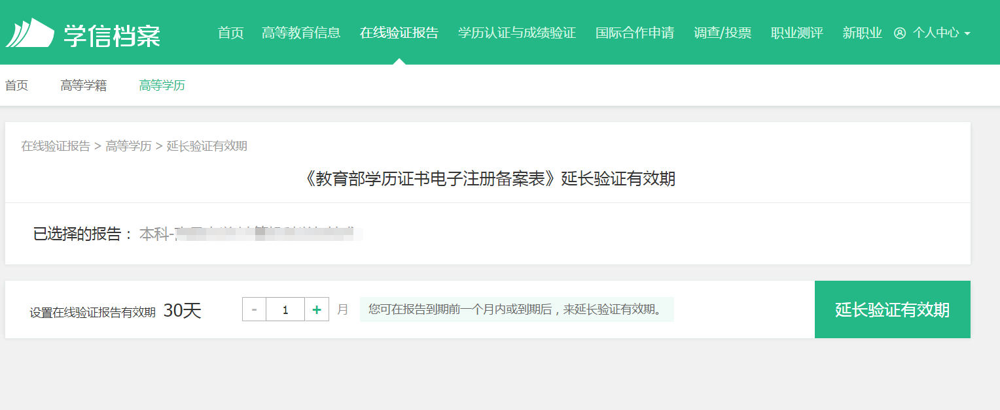 学信档案
首页 高等教育信息 在线验证报告 学历认证与成绩验证 国际合作申请 调查/投票 职业测评 新职业 个人中心
首页 高等学籍 高等学历
在线验证报告 > 高等学历 > 延长验证有效期
《教育部学历证书电子注册备案表》延长验证有效期
已选择的报告： 本科-
设置在线验证报告有效期 30天 - 1 + 月 您可在报告到期前一个月内或到期后，来延长验证有效期。 延长验证有效期